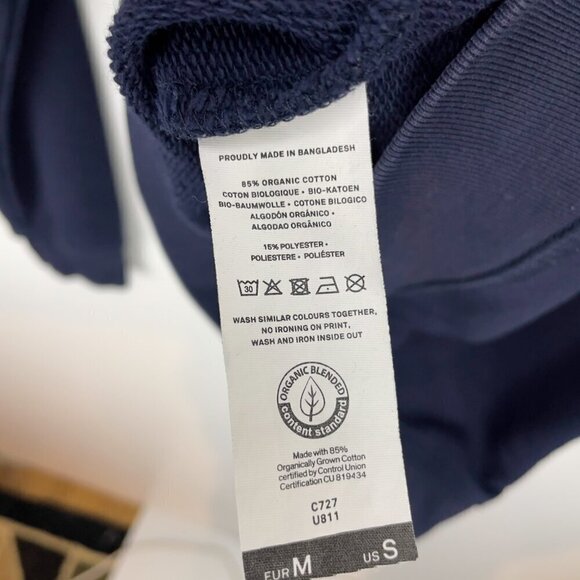 PROUDLY MADE IN BANGLADESH
85% ORGANIC COTTON
COTON BIOLOGIQUE • BIO-KATOEN
BIO-BAUMWOLLE • COTONE BILOGICO
ALGODÓN ORGÁNICO •
ALGODAO ORGÂNICO
15% POLYESTER •
POLIESTERE • POLIÉSTER
30
WASH SIMILAR COLOURS TOGETHER,
NO IRONING ON PRINT,
WASH AND IRON INSIDE OUT
ORGANIC BLENDED
content standard
Made with 85%
Organically Grown Cotton
certified by Control Union
Certification CU 819434
C727
U811
EUR M US S